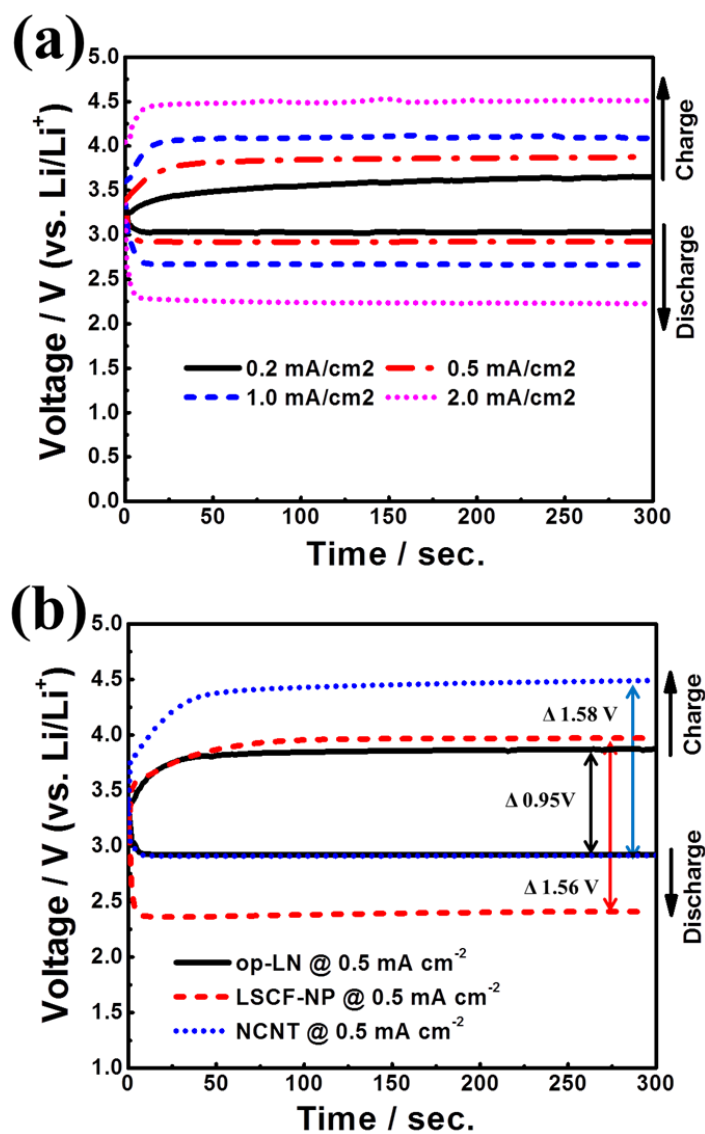 (a)
5.0
4.5
4.0
3.5
3.0
2.5
2.0
1.5
1.0
0.5
0.0
Voltage / V (vs. Li/Li⁺)
Charge
Discharge
0.2 mA/cm2
0.5 mA/cm2
1.0 mA/cm2
2.0 mA/cm2
0 50 100 150 200 250 300
Time / sec.
(b)
5.0
4.5
4.0
3.5
3.0
2.5
2.0
1.5
1.0
Voltage / V (vs. Li/Li⁺)
Charge
Discharge
Δ 1.58 V
Δ 0.95V
Δ 1.56 V
op-LN @ 0.5 mA cm⁻²
LSCF-NP @ 0.5 mA cm⁻²
NCNT @ 0.5 mA cm⁻²
0 50 100 150 200 250 300
Time / sec.